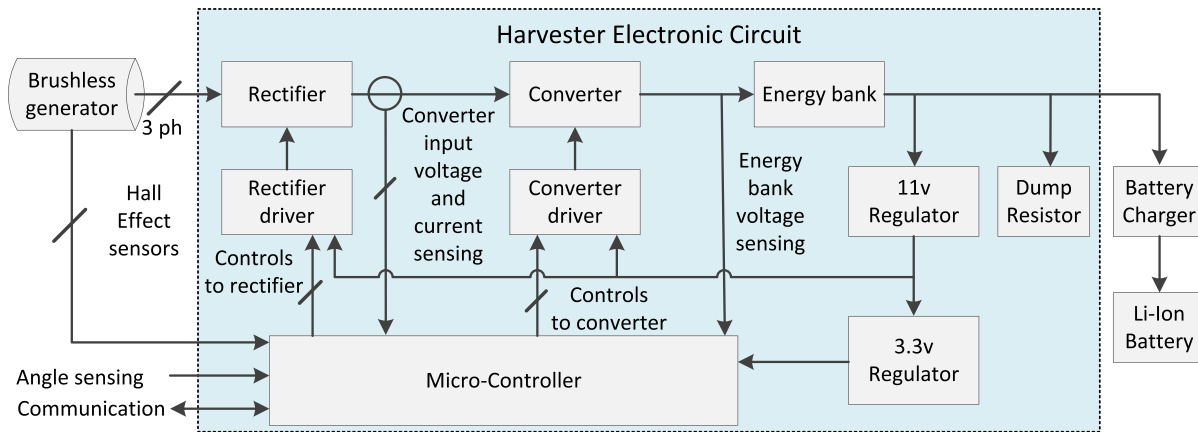 Harvester Electronic Circuit
Brushless
generator
3 ph
Rectifier
Converter
Energy bank
Converter
input
voltage
and
current
sensing
Energy
bank
voltage
sensing
Hall
Effect
sensors
Rectifier
driver
Converter
driver
11v
Regulator
Dump
Resistor
Battery
Charger
Controls
to rectifier
Controls
to converter
3.3v
Regulator
Li-Ion
Battery
Micro-Controller
Angle sensing
Communication